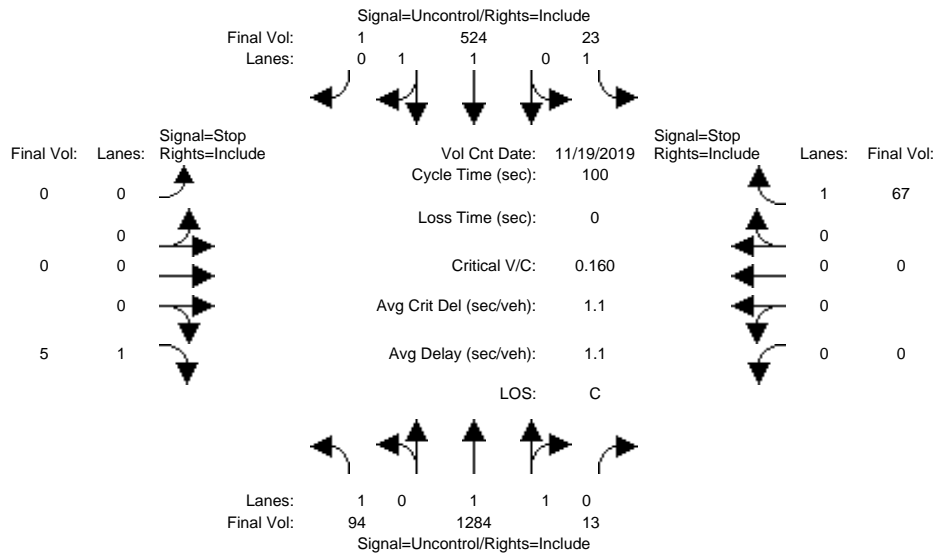 Signal=Uncontrol/Rights=Include
Final Vol: 1 524 23
Lanes: 0 1 1 0 1
Signal=Stop Signal=Stop
Final Vol: Lanes: Rights=Include Vol Cnt Date: 11/19/2019 Rights=Include Lanes: Final Vol:
Cycle Time (sec): 100
0 0 1 67
Loss Time (sec): 0
0 0
0 0 Critical V/C: 0.160 0 0
0 Avg Crit Del (sec/veh): 1.1 0
5 1 Avg Delay (sec/veh): 1.1 0 0
LOS: C
Lanes: 1 0 1 1 0
Final Vol: 94 1284 13
Signal=Uncontrol/Rights=Include